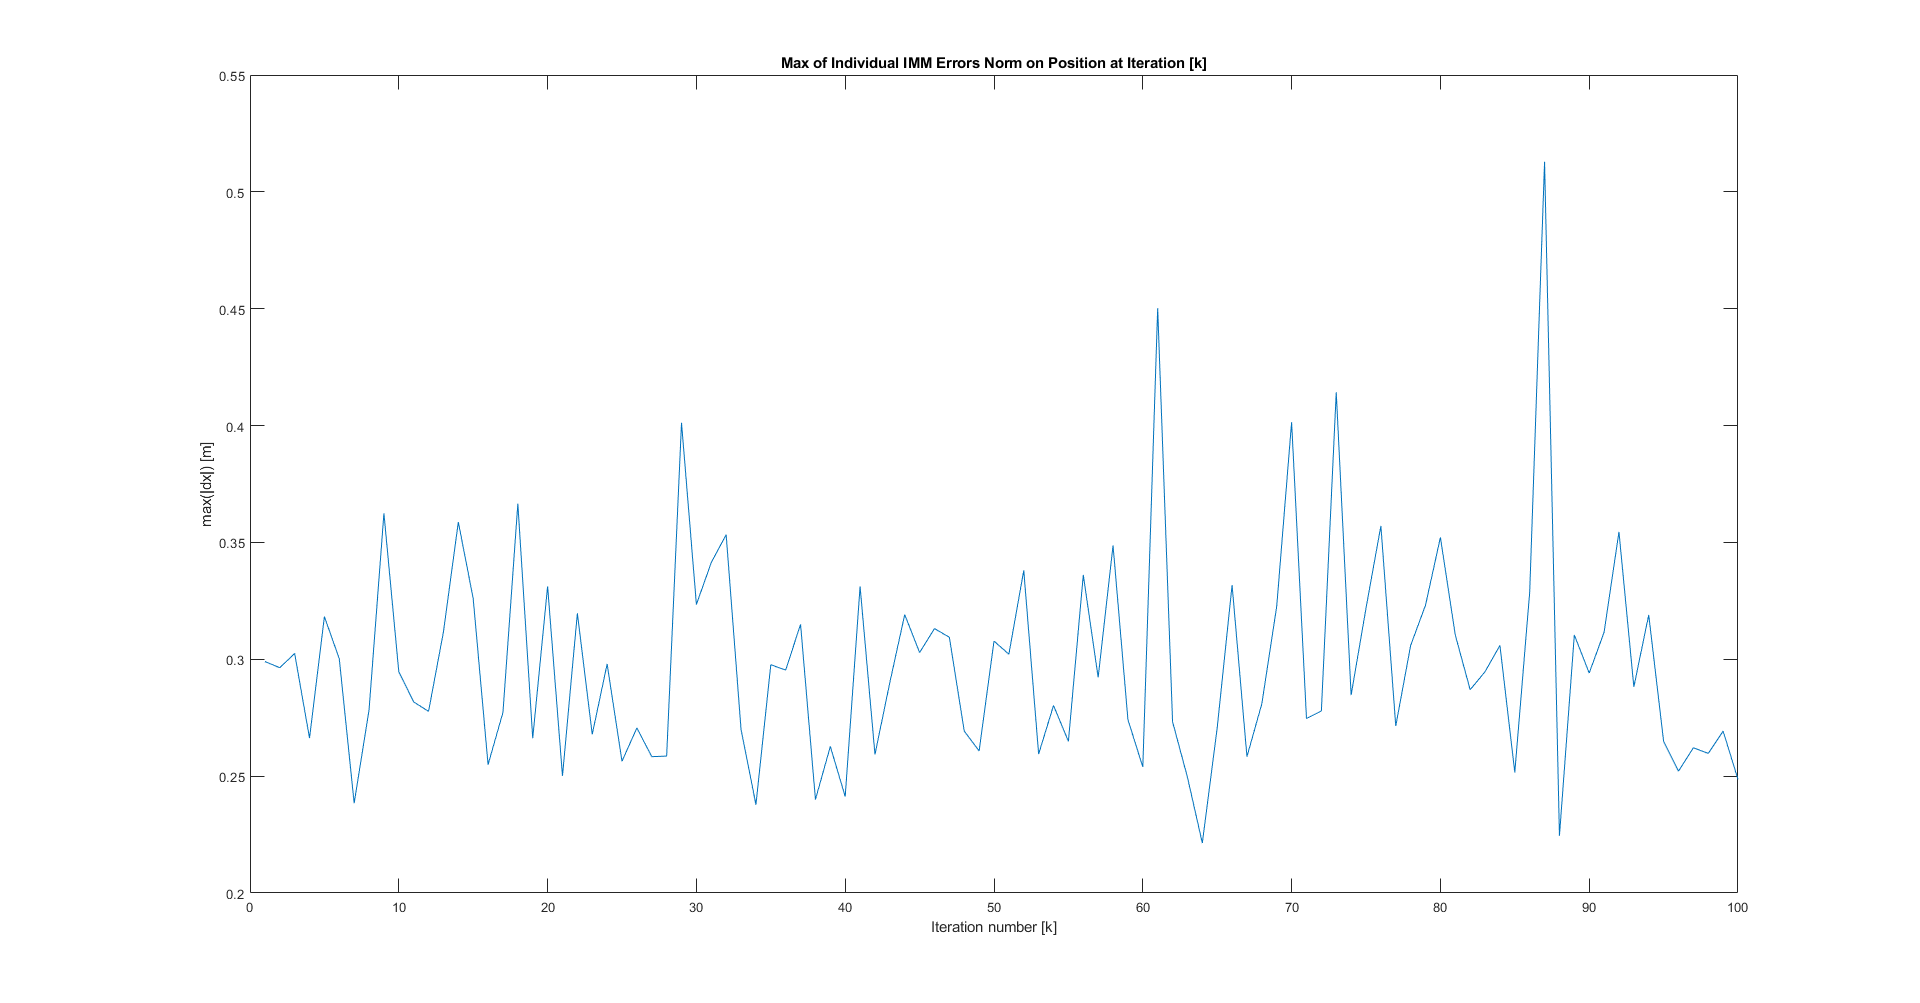 Max of Individual IMM Errors Norm on Position at Iteration [k]
0.55
0.5
0.45
0.4
0.35
0.3
0.25
0.2
max(|dx|) [m]
0 10 20 30 40 50 60 70 80 90 100
Iteration number [k]